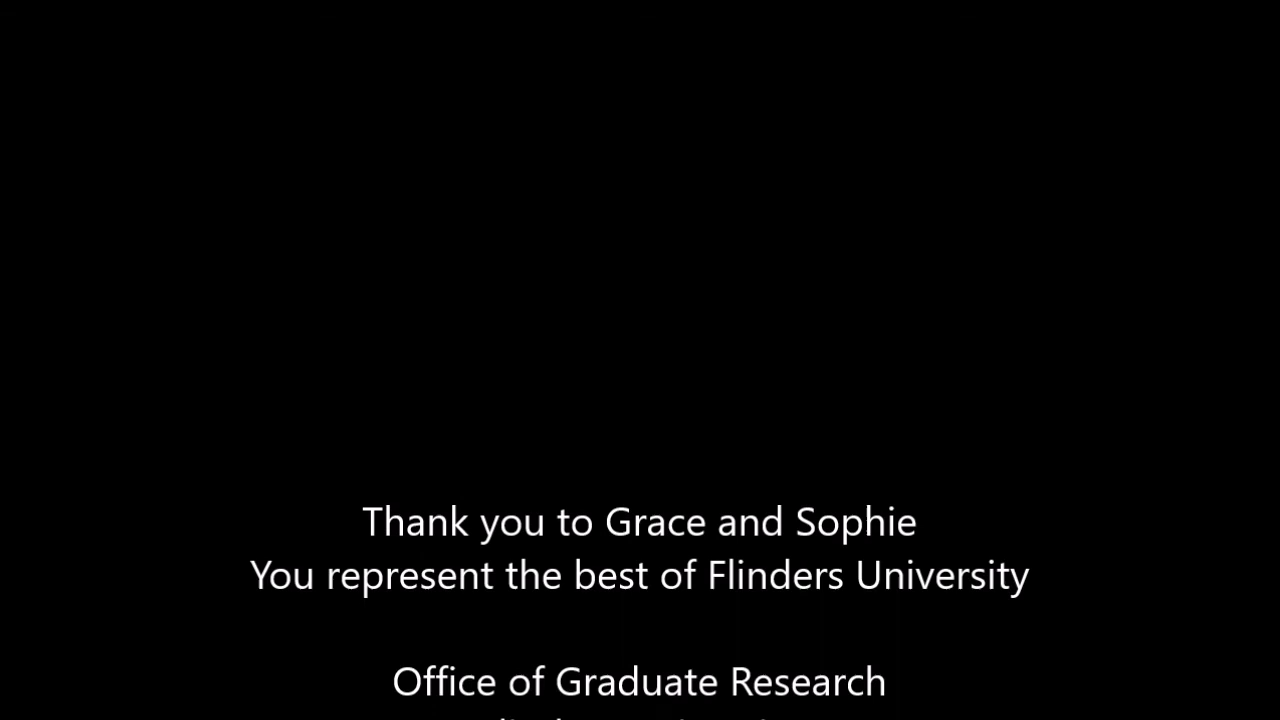 Thank you to Grace and Sophie
You represent the best of Flinders University
Office of Graduate Research